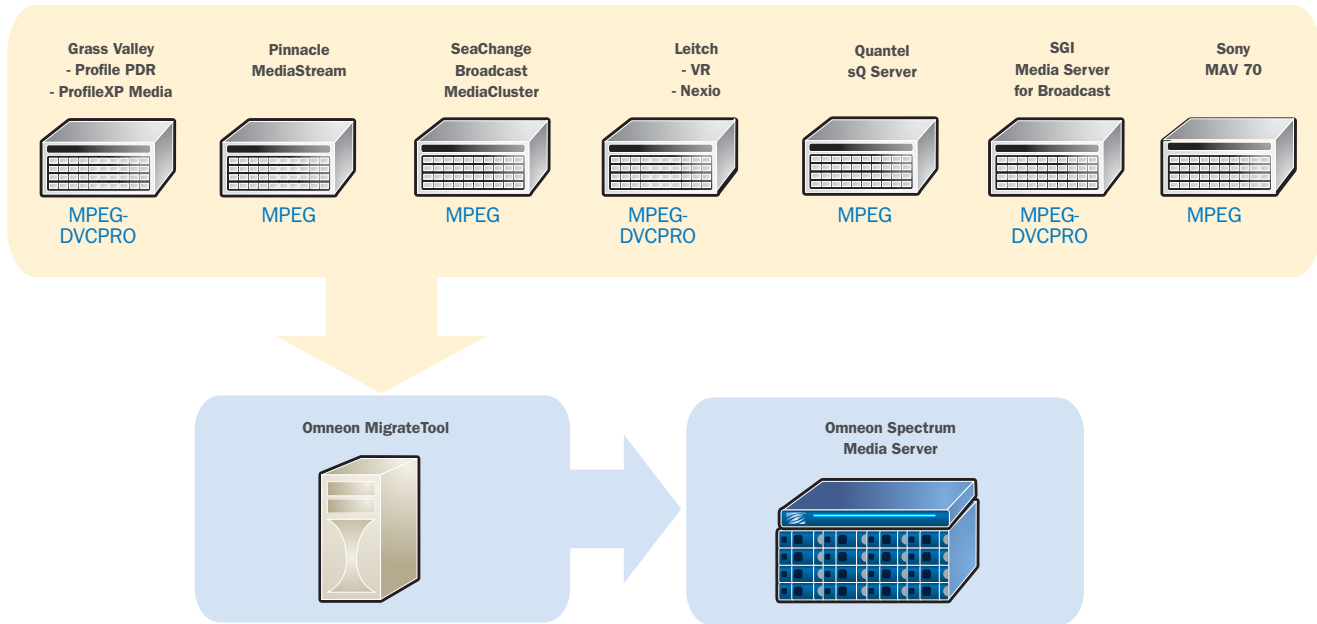 Grass Valley
- Profile PDR
- ProfileXP Media
Pinnacle
MediaStream
SeaChange
Broadcast
MediaCluster
Leitch
- VR
- Nexio
Quantel
sQ Server
SGI
Media Server
for Broadcast
Sony
MAV 70
MPEG-
DVCPRO
MPEG
MPEG
MPEG-
DVCPRO
MPEG
MPEG-
DVCPRO
MPEG
Omneon MigrateTool
Omneon Spectrum
Media Server